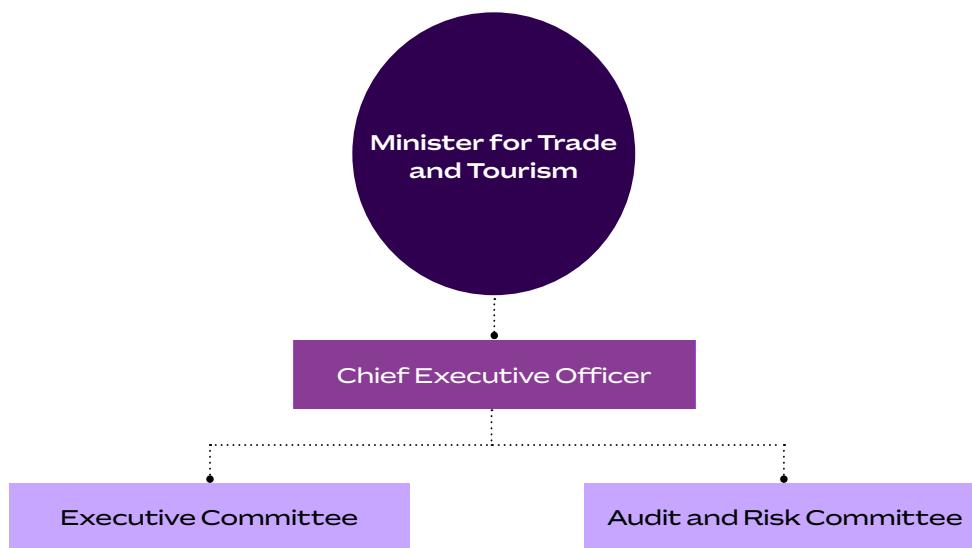 Minister for Trade
and Tourism
Chief Executive Officer
Executive Committee
Audit and Risk Committee